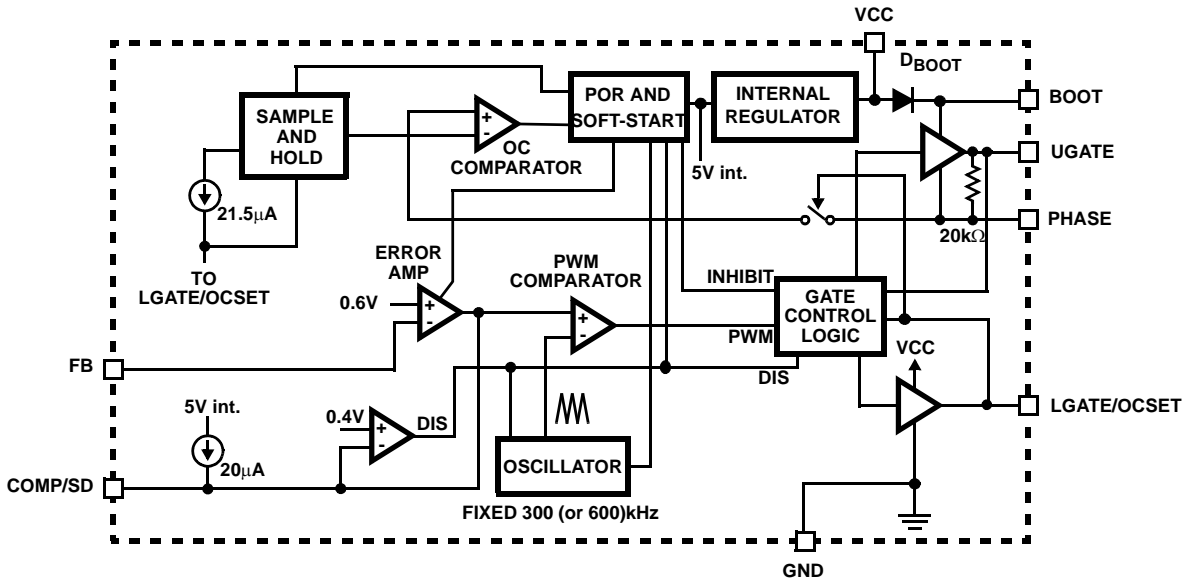 VCC
D_BOOT
BOOT
SAMPLE
AND
HOLD
POR AND
SOFT-START
INTERNAL
REGULATOR
+
-
OC
COMPARATOR
5V int.
UGATE
21.5μA
PHASE
20kΩ
TO
LGATE/OCSET
ERROR
AMP
PWM
COMPARATOR
INHIBIT
GATE
CONTROL
LOGIC
0.6V
+
-
+
-
PWM
FB
DIS
VCC
5V int.
0.4V
+
-
DIS
LGATE/OCSET
20μA
OSCILLATOR
COMP/SD
FIXED 300 (or 600)kHz
GND